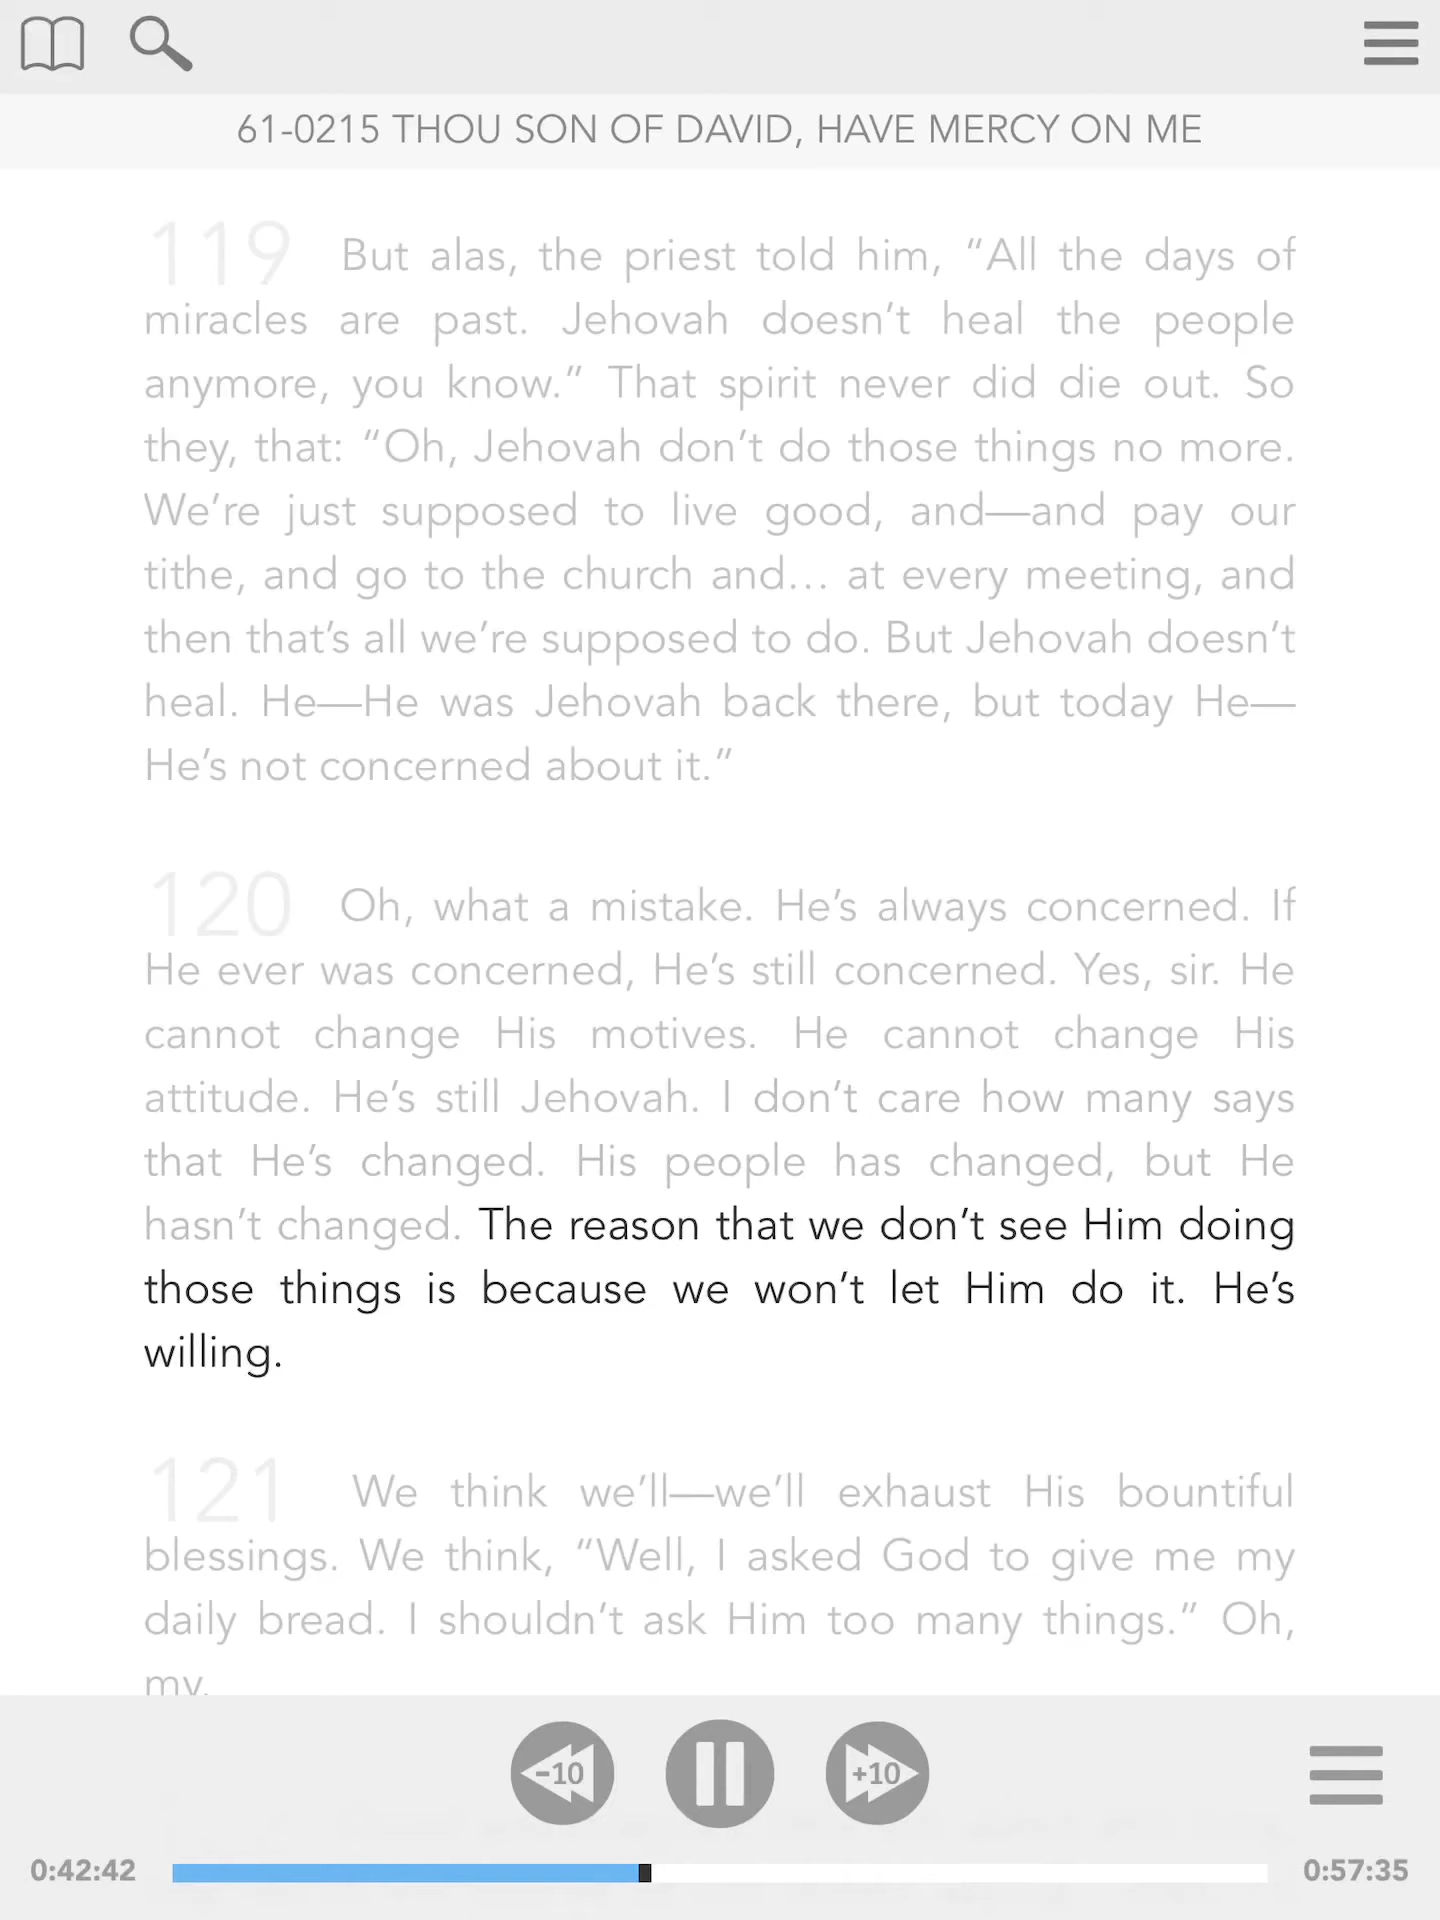 61-0215 THOU SON OF DAVID, HAVE MERCY ON ME
119 But alas, the priest told him, “All the days of
miracles are past. Jehovah doesn’t heal the people
anymore, you know.” That spirit never did die out. So
they, that: “Oh, Jehovah don’t do those things no more.
We’re just supposed to live good, and—and pay our
tithe, and go to the church and… at every meeting, and
then that’s all we’re supposed to do. But Jehovah doesn’t
heal. He—He was Jehovah back there, but today He—
He’s not concerned about it.”
120 Oh, what a mistake. He’s always concerned. If
He ever was concerned, He’s still concerned. Yes, sir. He
cannot change His motives. He cannot change His
attitude. He’s still Jehovah. I don’t care how many says
that He’s changed. His people has changed, but He
hasn’t changed. The reason that we don’t see Him doing
those things is because we won’t let Him do it. He’s
willing.
121 We think we’ll—we’ll exhaust His bountiful
blessings. We think, “Well, I asked God to give me my
daily bread. I shouldn’t ask Him too many things.” Oh,
my.
-10 +10
0:42:42 0:57:35